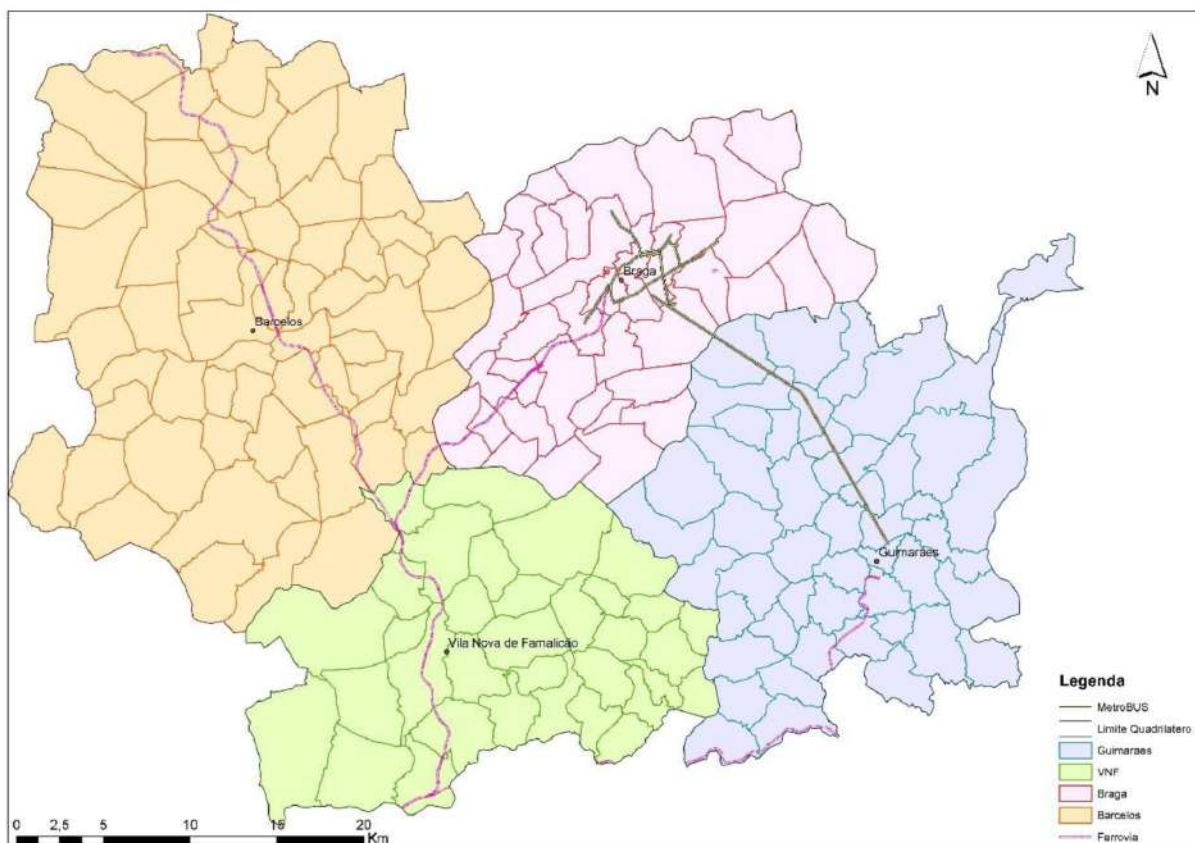 N
Braga
Barcelos
Guimarães
Vila Nova de Famalicão
Legenda
MetroBUS
Limite Quadrilatero
Guimaraes
VNF
Braga
Barcelos
Ferrovia
0 2,5 5 10 15 20
Km